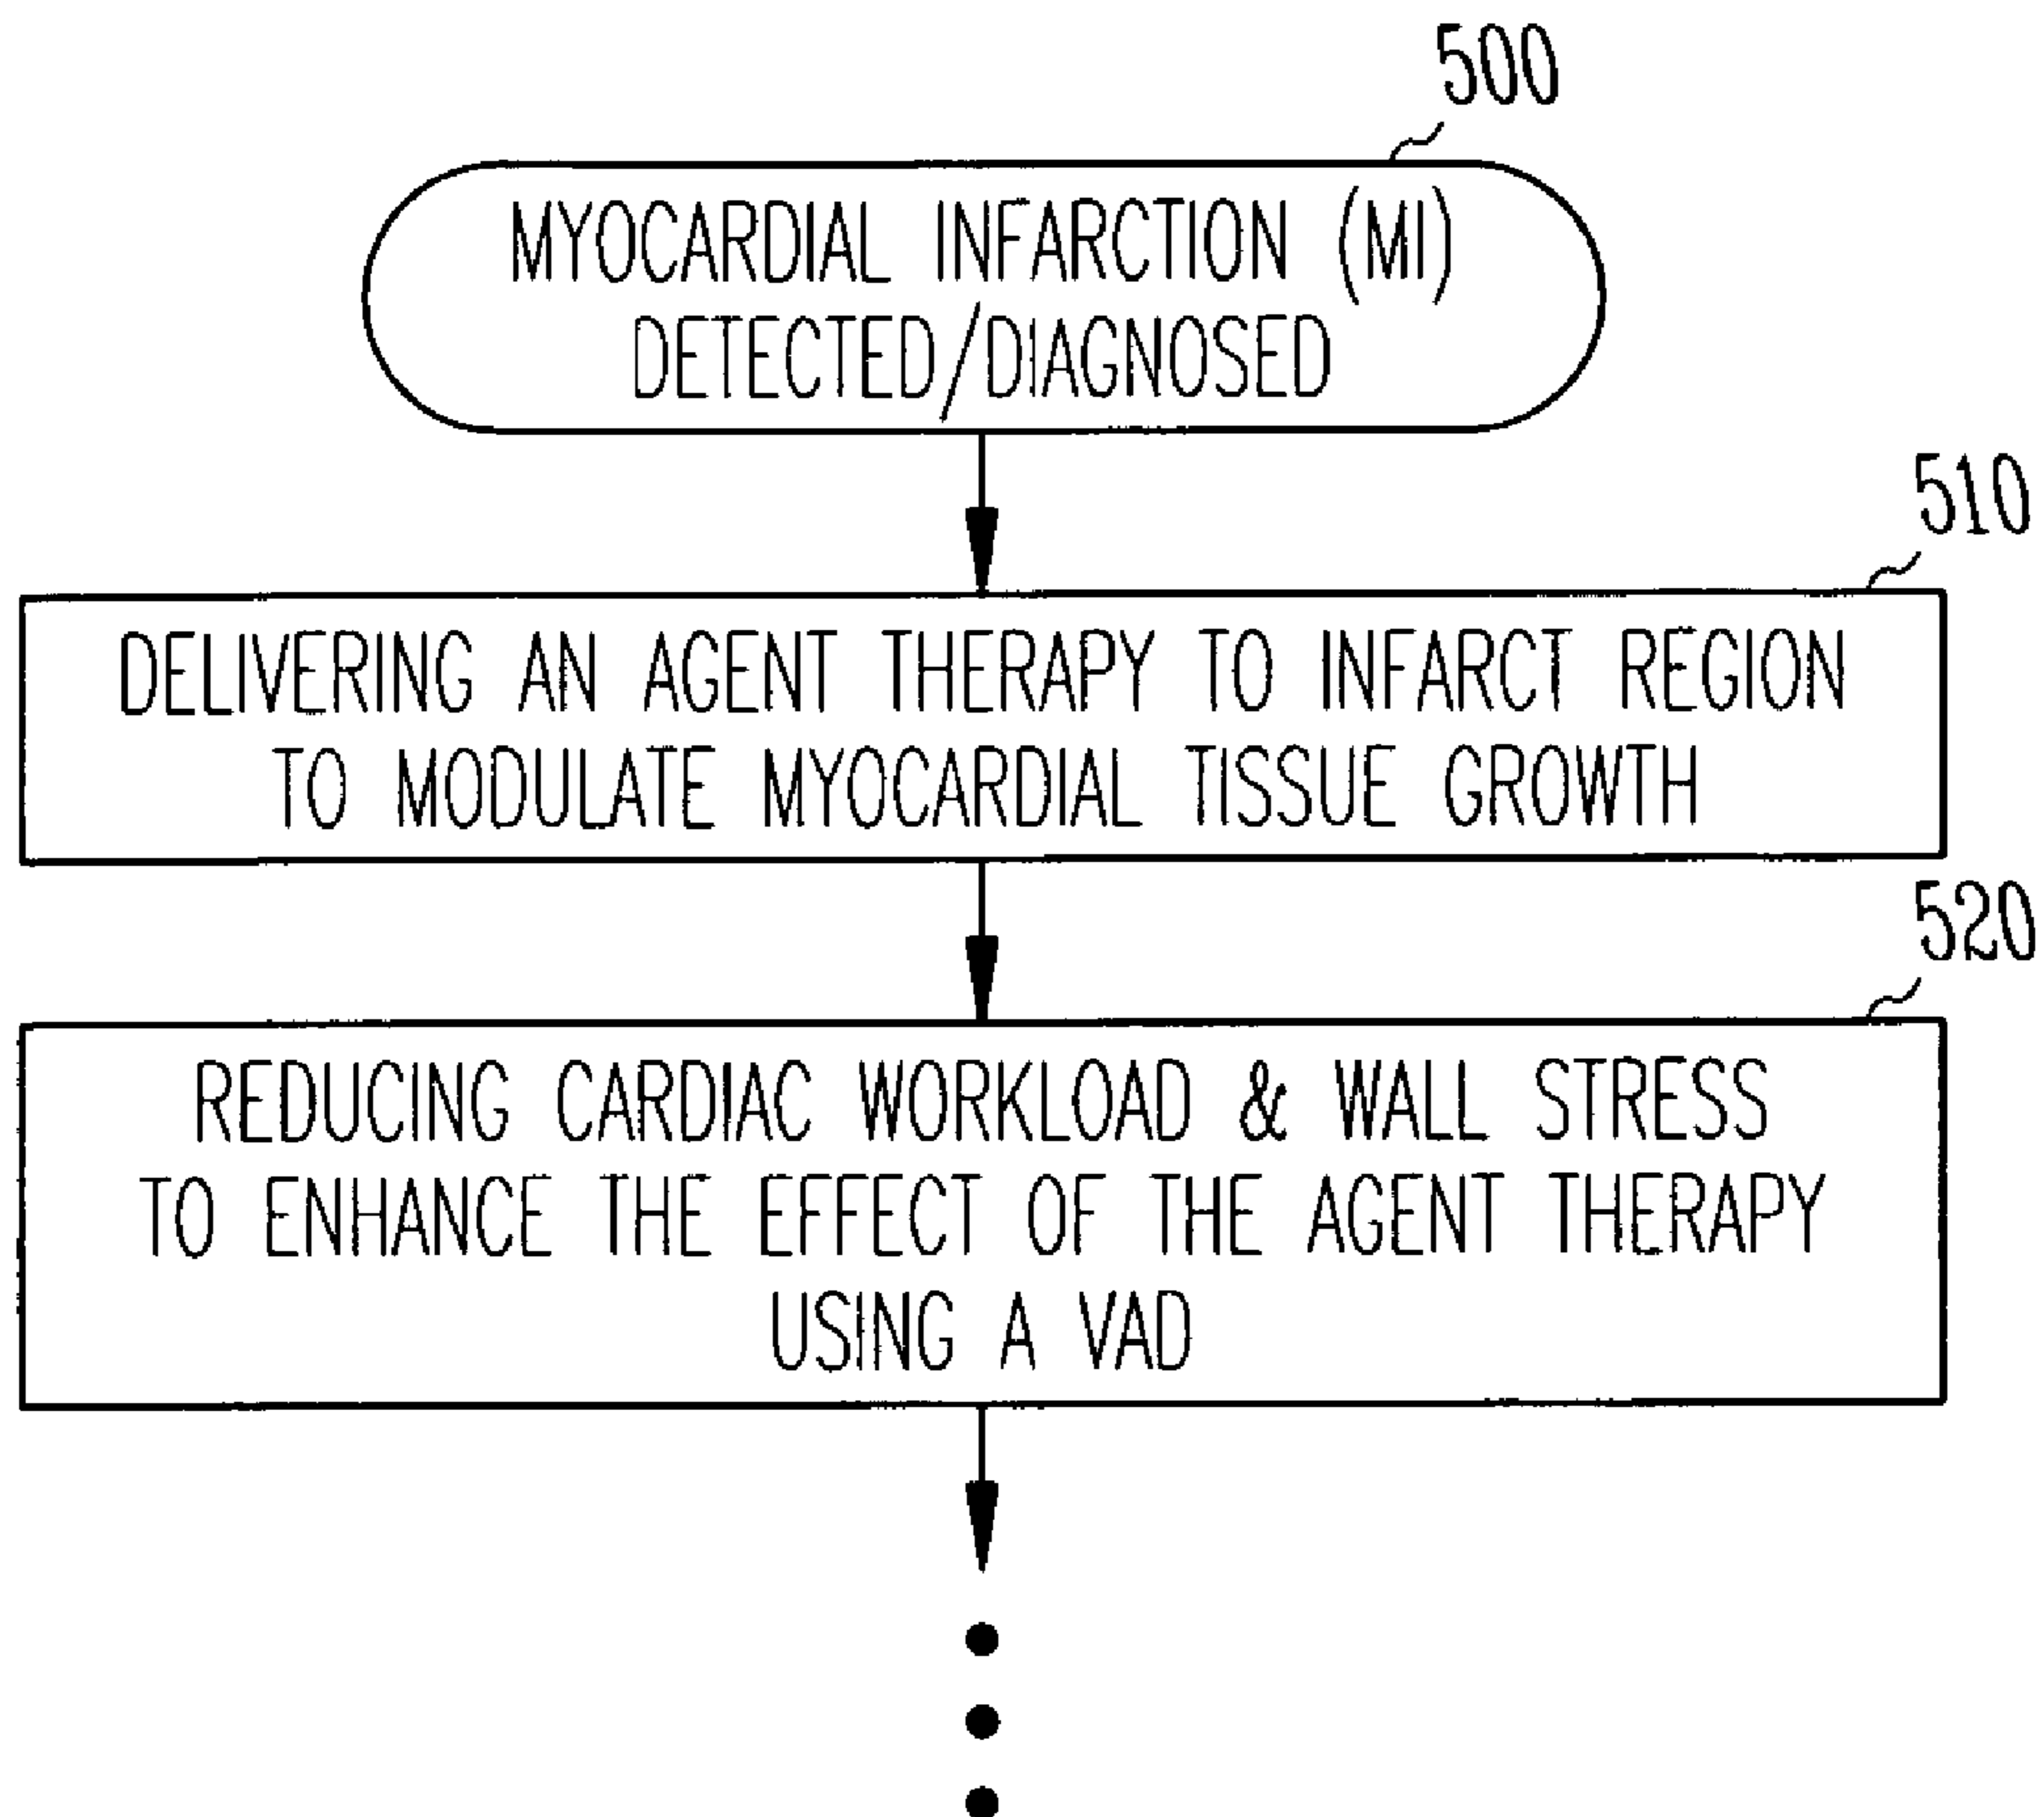 500
MYOCARDIAL INFARCTION (MI)
DETECTED/DIAGNOSED
510
DELIVERING AN AGENT THERAPY TO INFARCT REGION
TO MODULATE MYOCARDIAL TISSUE GROWTH
520
REDUCING CARDIAC WORKLOAD & WALL STRESS
TO ENHANCE THE EFFECT OF THE AGENT THERAPY
USING A VAD